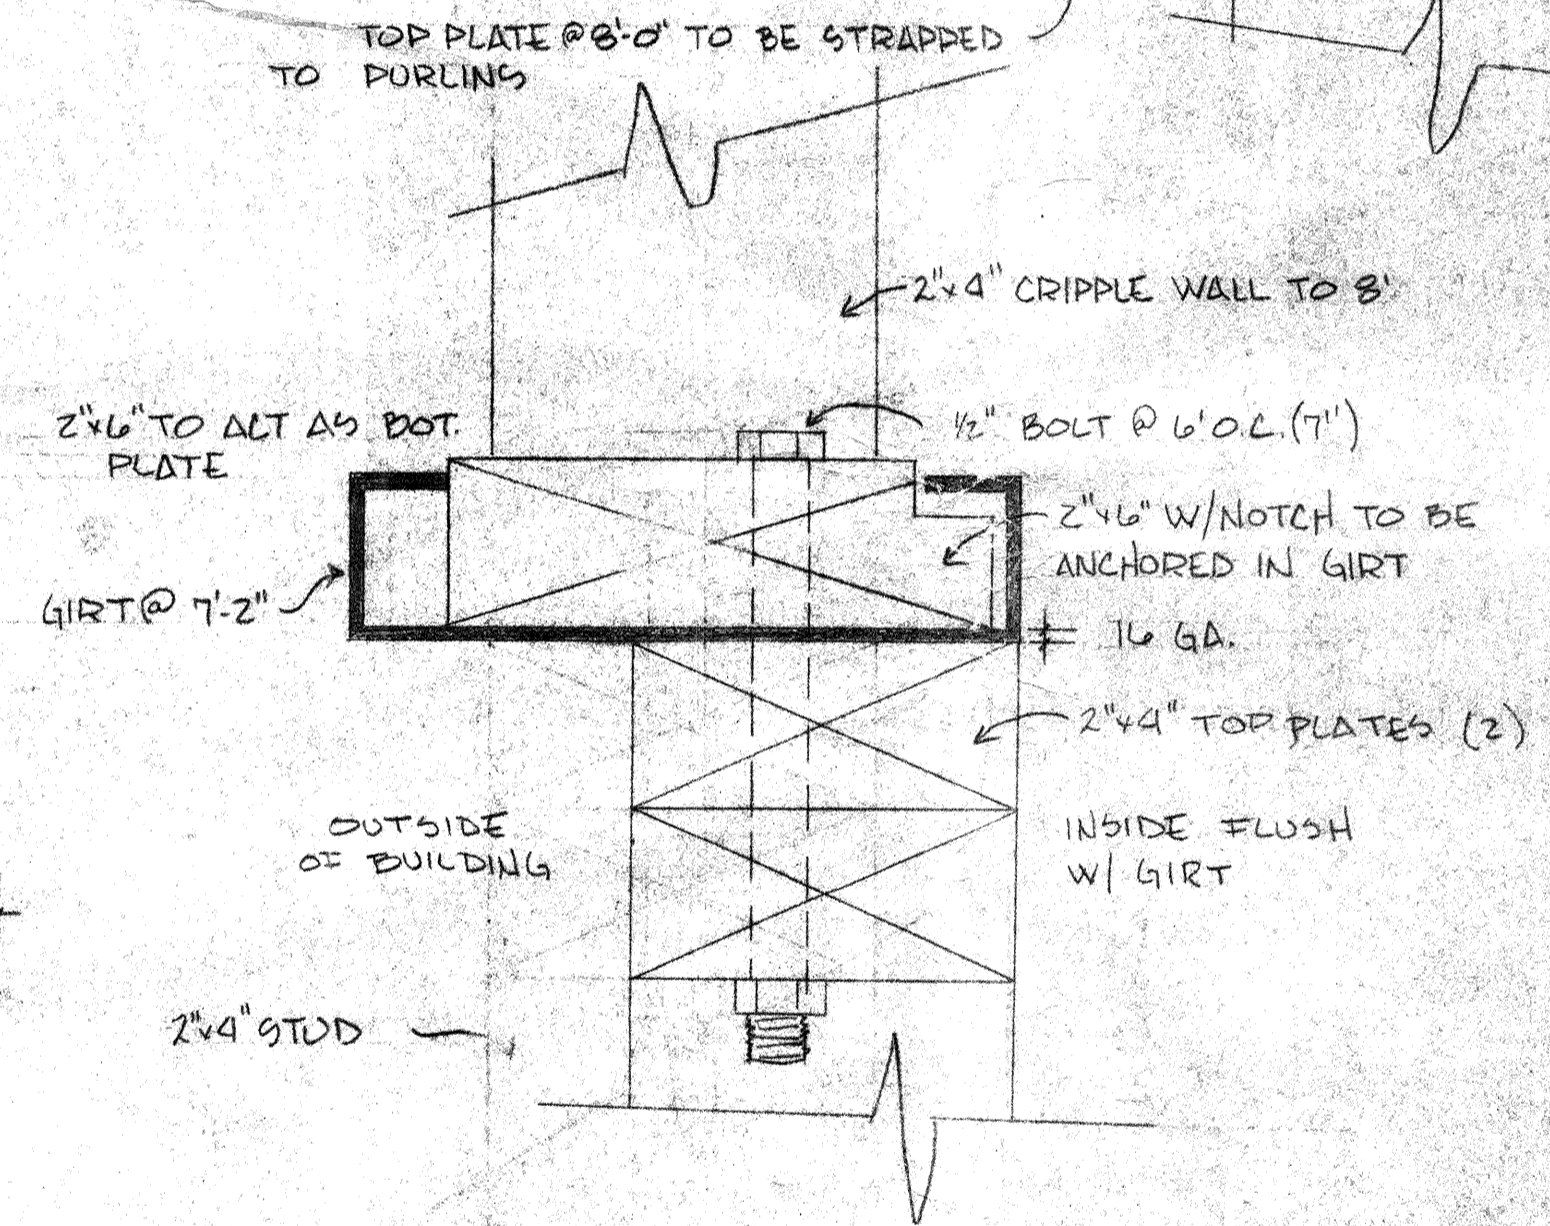 TOP PLATE @ 8'-0" TO BE STRAPPED
TO PURLINS
2"x4" CRIPPLE WALL TO 8'
2"x6" TO ACT AS BOT.
PLATE
1/2" BOLT @ 6' O.C. (7")
2"x6" W/NOTCH TO BE
ANCHORED IN GIRT
GIRT @ 7'-2"
16 GA.
2"x4" TOP PLATES (2)
OUTSIDE
OF BUILDING
INSIDE FLUSH
W/ GIRT
2"x4" STUD